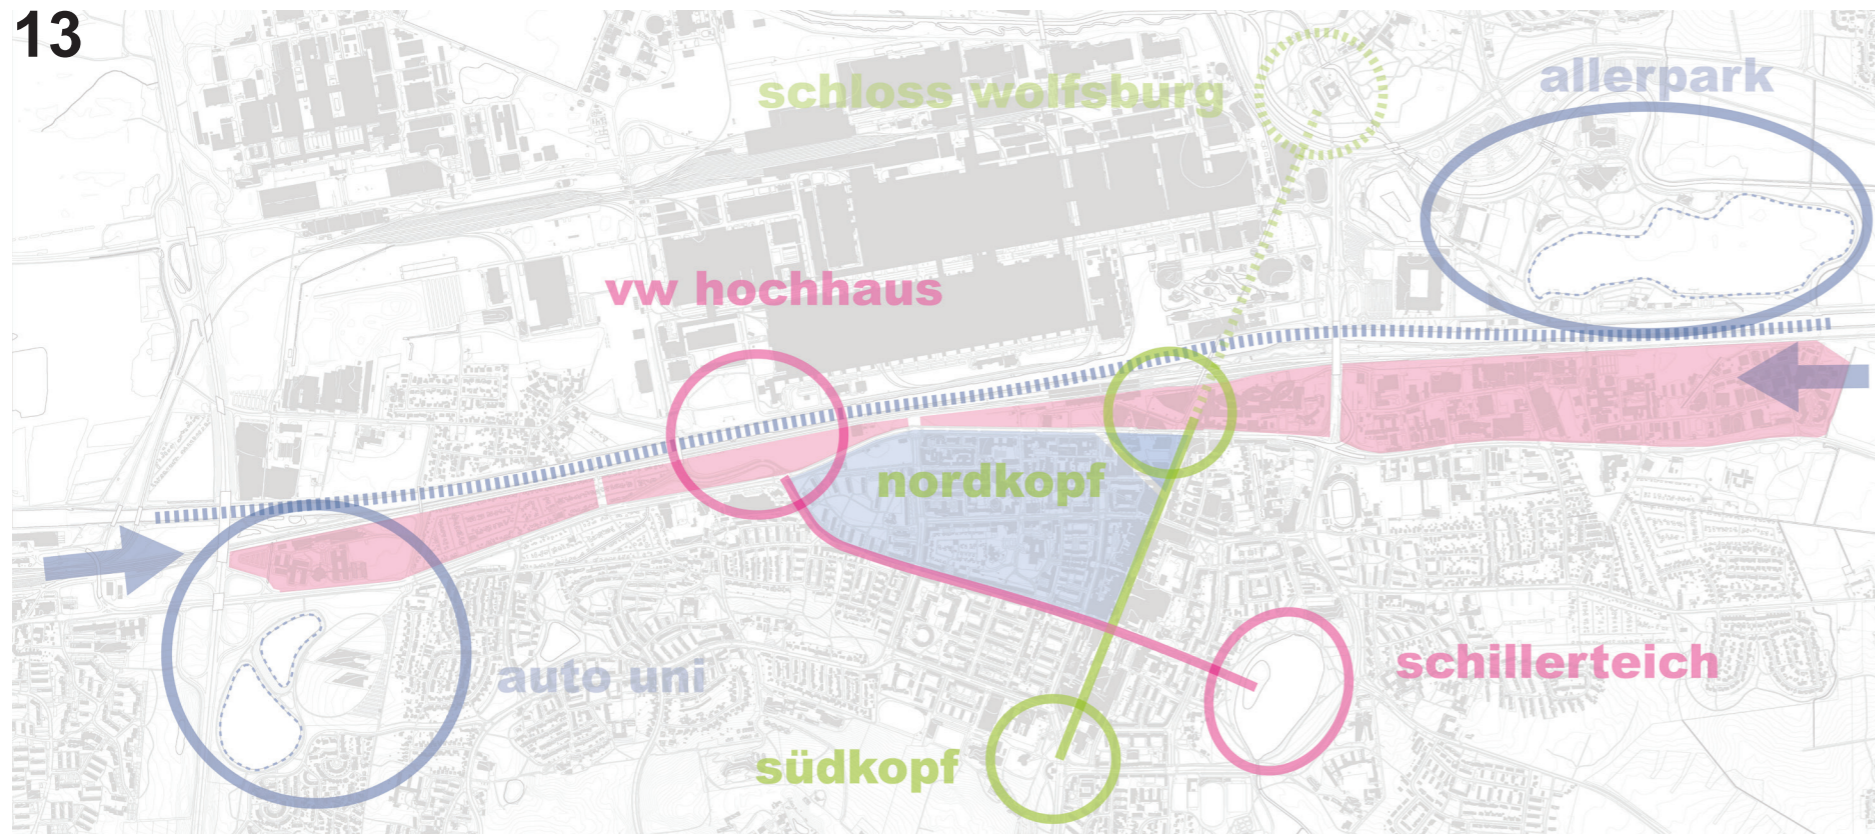 13
schloss wolfsburg
allerpark
vw hochhaus
nordkopf
auto uni
schillerteich
südkopf